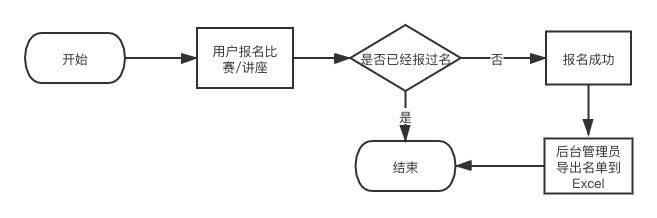 开始
用户报名比
赛/讲座
是否已经报过名
否
报名成功
是
结束
后台管理员
导出名单到
Excel